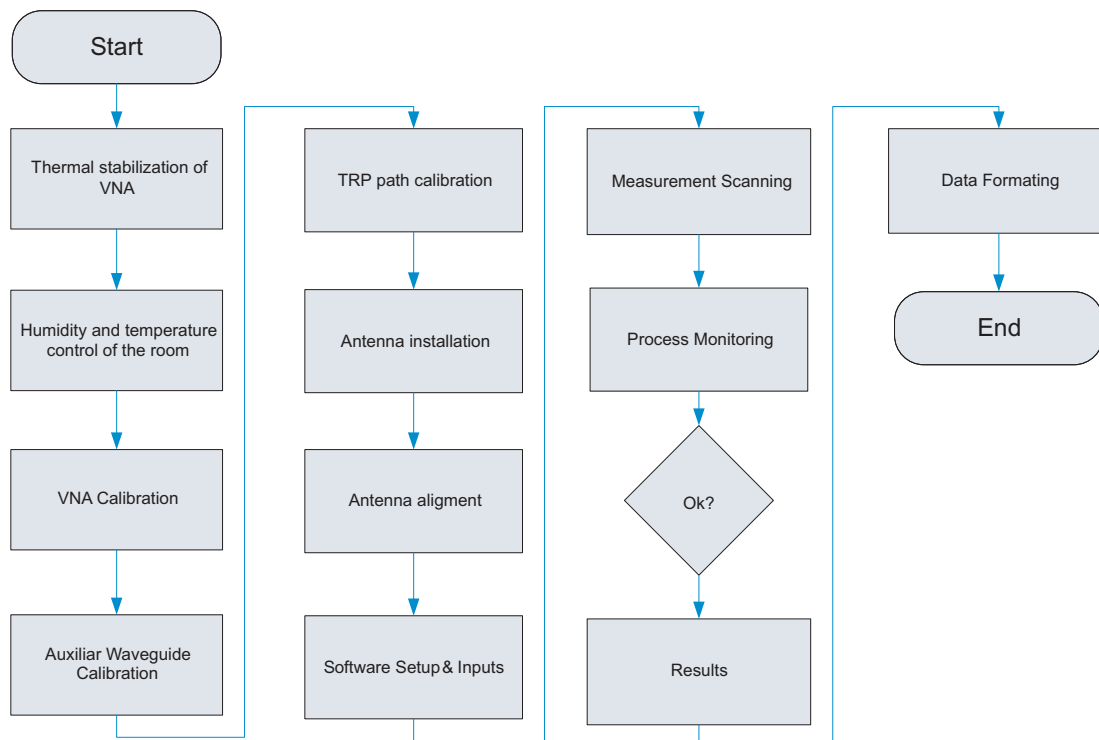 Start
Thermal stabilization of
VNA
Humidity and temperature
control of the room
VNA Calibration
Auxiliar Waveguide
Calibration
TRP path calibration
Antenna installation
Antenna aligment
Software Setup & Inputs
Measurement Scanning
Process Monitoring
Ok?
Results
Data Formating
End